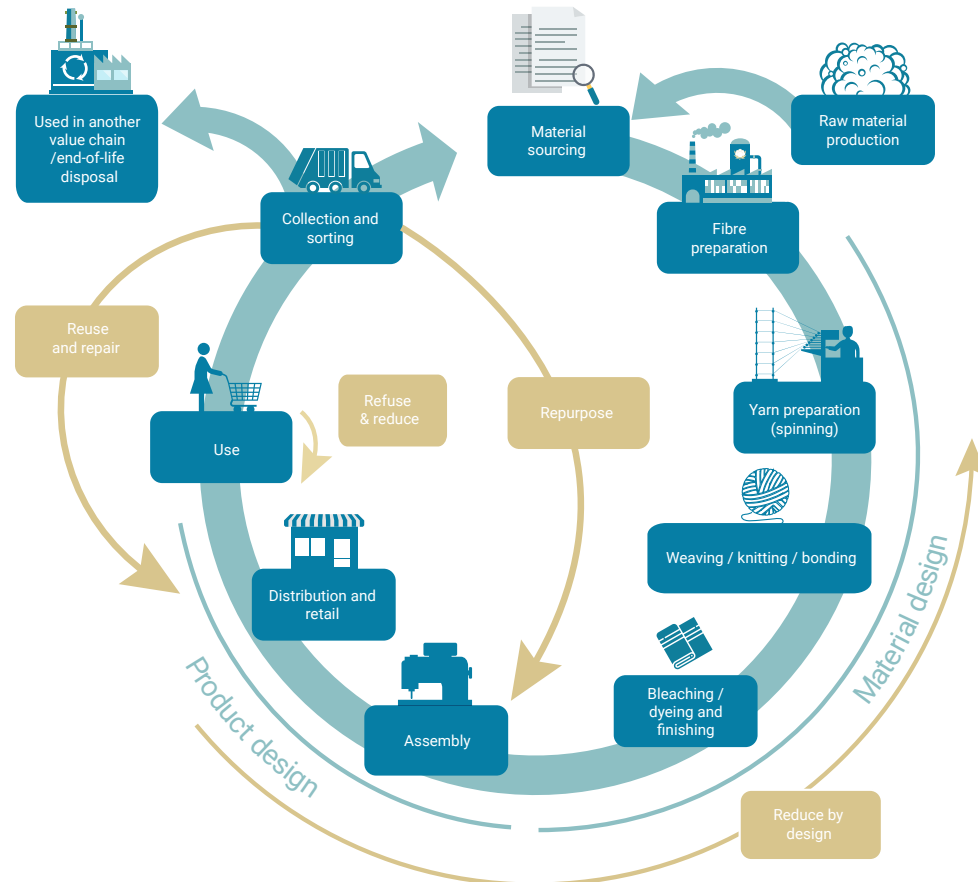 Used in another
value chain
/end-of-life
disposal
Material
sourcing
Raw material
production
Collection and
sorting
Fibre
preparation
Reuse
and repair
Refuse
& reduce
Repurpose
Yarn preparation
(spinning)
Use
Weaving / knitting / bonding
Distribution and
retail
Material design
Bleaching /
dyeing and
finishing
Product design
Assembly
Reduce by
design